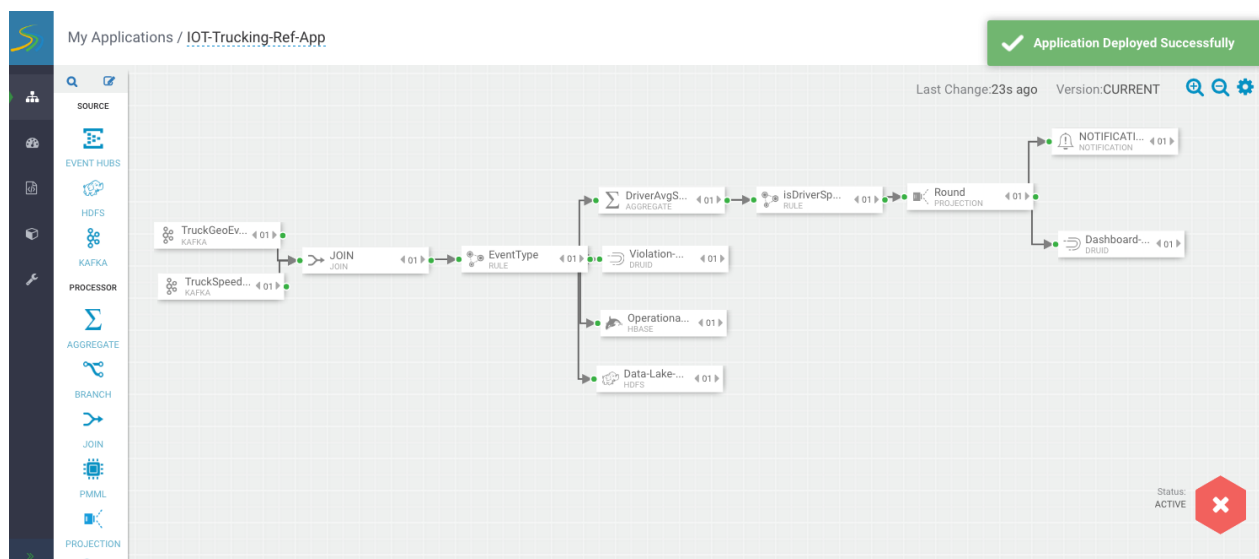 My Applications / IOT-Trucking-Ref-App
Application Deployed Successfully
Last Change:23s ago Version:CURRENT
SOURCE
EVENT HUBS
HDFS
KAFKA
PROCESSOR
AGGREGATE
BRANCH
JOIN
PMML
PROJECTION
TruckGeoEv...
KAFKA
01
TruckSpeed...
KAFKA
01
JOIN
JOIN
01
EventType
RULE
01
DriverAvgS...
AGGREGATE
01
Violation-...
DRUID
01
Operationa...
HBASE
01
Data-Lake-...
HDFS
01
isDriverSp...
RULE
01
Round
PROJECTION
01
NOTIFICATI...
NOTIFICATION
01
Dashboard-...
DRUID
01
Status:
ACTIVE